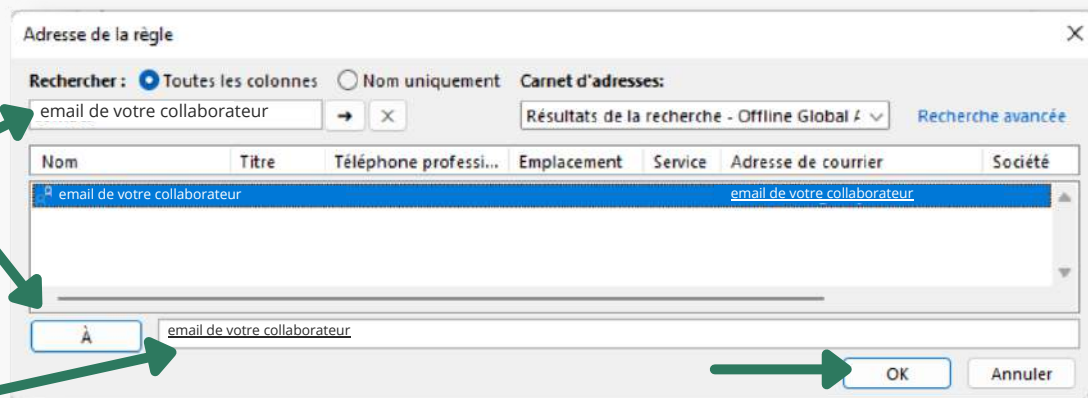 Adresse de la règle
Rechercher : Toutes les colonnes Nom uniquement Carnet d'adresses:
email de votre collaborateur Résultats de la recherche - Offline Global Recherche avancée
Nom Titre Téléphone professi... Emplacement Service Adresse de courrier Société
email de votre collaborateur email de votre collaborateur
À email de votre collaborateur
OK Annuler